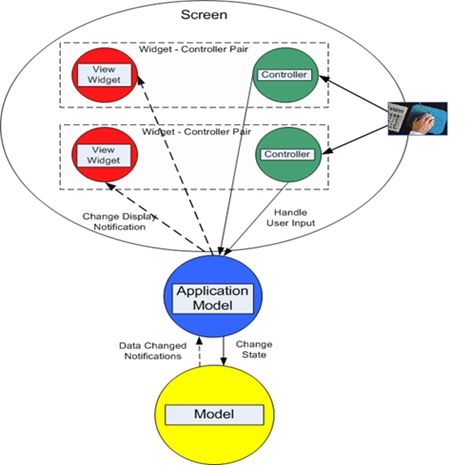 Screen
Widget - Controller Pair
View
Widget
Controller
Widget - Controller Pair
View
Widget
Controller
Change Display
Notification
Handle
User Input
Application
Model
Data Changed
Notifications
Change
State
Model